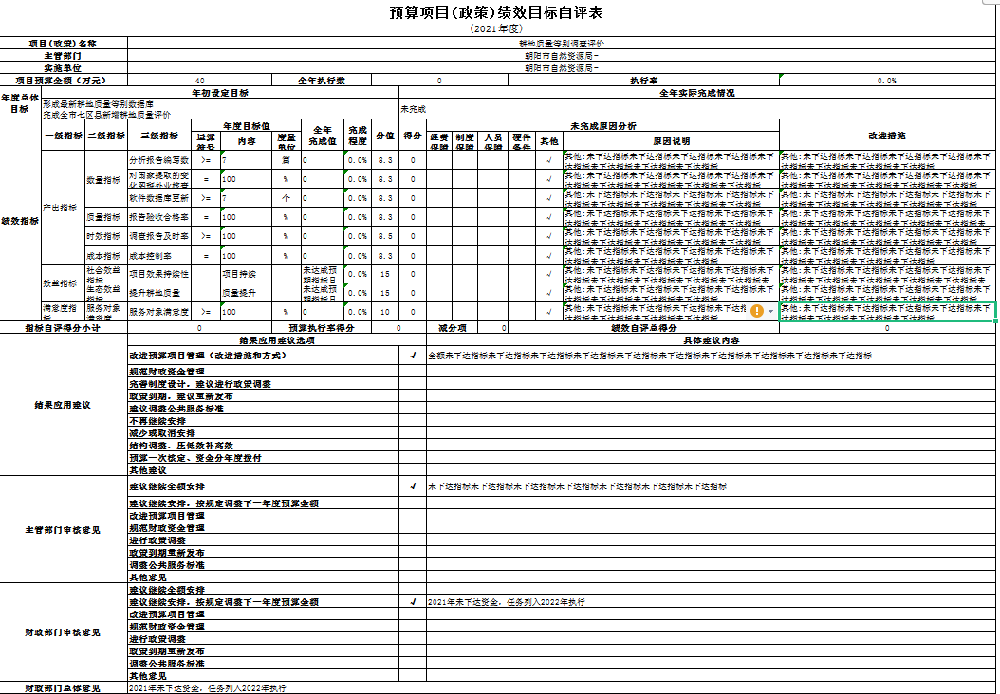 预算项目(政策)绩效目标自评表
(2021年度)
项目(政策)名称 耕地质量等别调查评价
主管部门 朝阳市自然资源局-
实施单位 朝阳市自然资源局-
项目预算金额（万元） 40 全年执行数 0 执行率 0.0%
年度总体目标 年初设定目标 全年实际完成情况
形成最新耕地质量等别数据库
完成全市七区县新增耕地质量评价 未完成
绩效指标 一级指标 二级指标 三级指标 年度目标值 全年完成值 完成程度 分值 得分 未完成原因分析 改进措施
运算符号 内容 度量单位 经费保障 制度保障 人员保障 硬件条件 其他 原因说明
产出指标 数量指标 分析报告编写数 >= 7 篇 0 0.0% 8.3 0 √ 其他:未下达指标未下达指标未下达指标未下达指标未下 其他:未下达指标未下达指标未下达指标未下达指标未下
对国家提取的变 = 100 % 0 0.0% 8.3 0 √ 其他:未下达指标未下达指标未下达指标未下达指标未下 其他:未下达指标未下达指标未下达指标未下达指标未下
软件数据库更新 >= 7 个 0 0.0% 8.3 0 √ 其他:未下达指标未下达指标未下达指标未下达指标未下 其他:未下达指标未下达指标未下达指标未下达指标未下
质量指标 报告验收合格率 = 100 % 0 0.0% 8.3 0 √ 其他:未下达指标未下达指标未下达指标未下达指标未下 其他:未下达指标未下达指标未下达指标未下达指标未下
时效指标 调查报告及时率 >= 100 % 0 0.0% 8.5 0 √ 其他:未下达指标未下达指标未下达指标未下达指标未下 其他:未下达指标未下达指标未下达指标未下达指标未下
成本指标 成本控制率 = 100 % 0 0.0% 8.3 0 √ 其他:未下达指标未下达指标未下达指标未下达指标未下 其他:未下达指标未下达指标未下达指标未下达指标未下
效益指标 社会效益指标 项目效果持续性 项目持续 未达成预期指标且 0.0% 15 0 √ 其他:未下达指标未下达指标未下达指标未下达指标未下 其他:未下达指标未下达指标未下达指标未下达指标未下
生态效益指标 提升耕地质量 质量提升 未达成预期指标且 0.0% 15 0 √ 其他:未下达指标未下达指标未下达指标未下达指标未下 其他:未下达指标未下达指标未下达指标未下达指标未下
满意度指标 服务对象满意度 服务对象满意度 >= 100 % 0 0.0% 10 0 √ 其他:未下达指标未下达指标未下达指标未下达指 其他:未下达指标未下达指标未下达指标未下达指标未下
指标自评得分小计 0 预算执行率得分 0 减分项 0 绩效自评总得分 0
结果应用建议 结果应用建议选项 具体建议内容
改进预算项目管理（改进措施和方式） √ 全额未下达指标未下达指标未下达指标未下达指标未下达指标未下达指标未下达指标未下达指标未下达指标未下达指标
规范财政资金管理
完善制度设计，建议进行政策调整
政策到期，建议重新发布
建议调整公共服务标准
不再继续安排
减少或取消安排
结构调整，压低效补高效
预算一次核定、资金分年度拨付
其他建议
主管部门审核意见 建议继续全额安排 √ 未下达指标未下达指标未下达指标未下达指标未下达指标未下达指标未下达指标
建议继续安排，按规定调整下一年度预算金额
改进预算项目管理
规范财政资金管理
进行政策调整
政策到期重新发布
调整公共服务标准
其他意见
财政部门审核意见 建议继续全额安排
建议继续安排，按规定调整下一年度预算金额 √ 2021年未下达资金，任务列入2022年执行
改进预算项目管理
规范财政资金管理
进行政策调整
政策到期重新发布
调整公共服务标准
其他意见
财政部门总体意见 2021年未下达资金，任务列入2022年执行